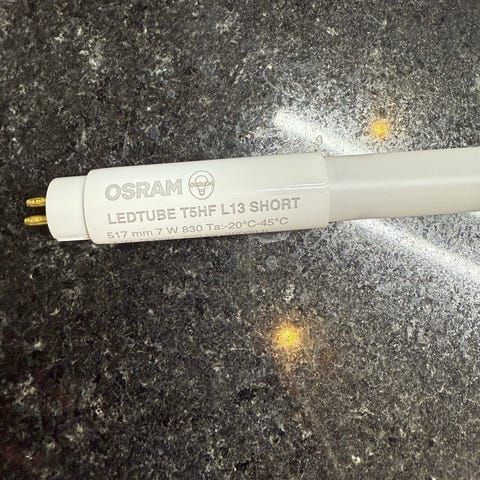 OSRAM
LEDTUBE T5HF L13 SHORT
517 mm 7 W 830 Ta:-20°C-45°C